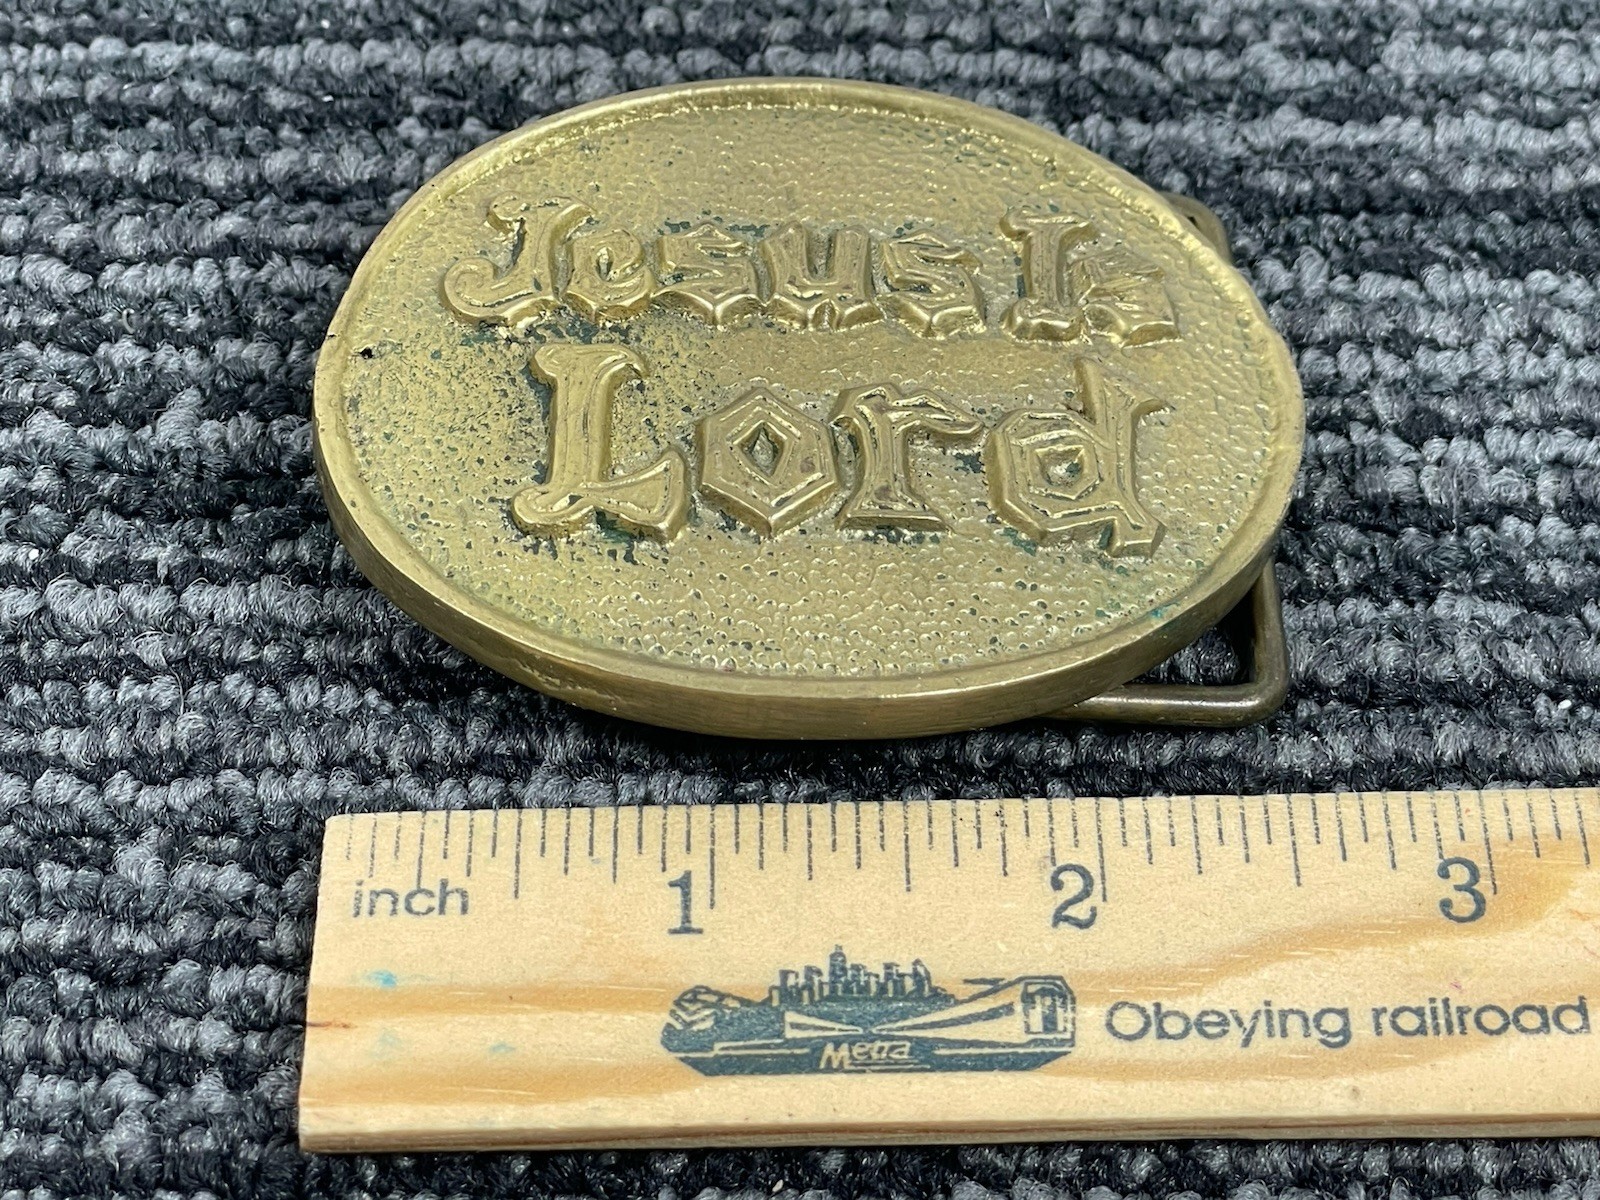 Jesus Is
Lord
inch
1 2 3
Metra
Obeying railroad